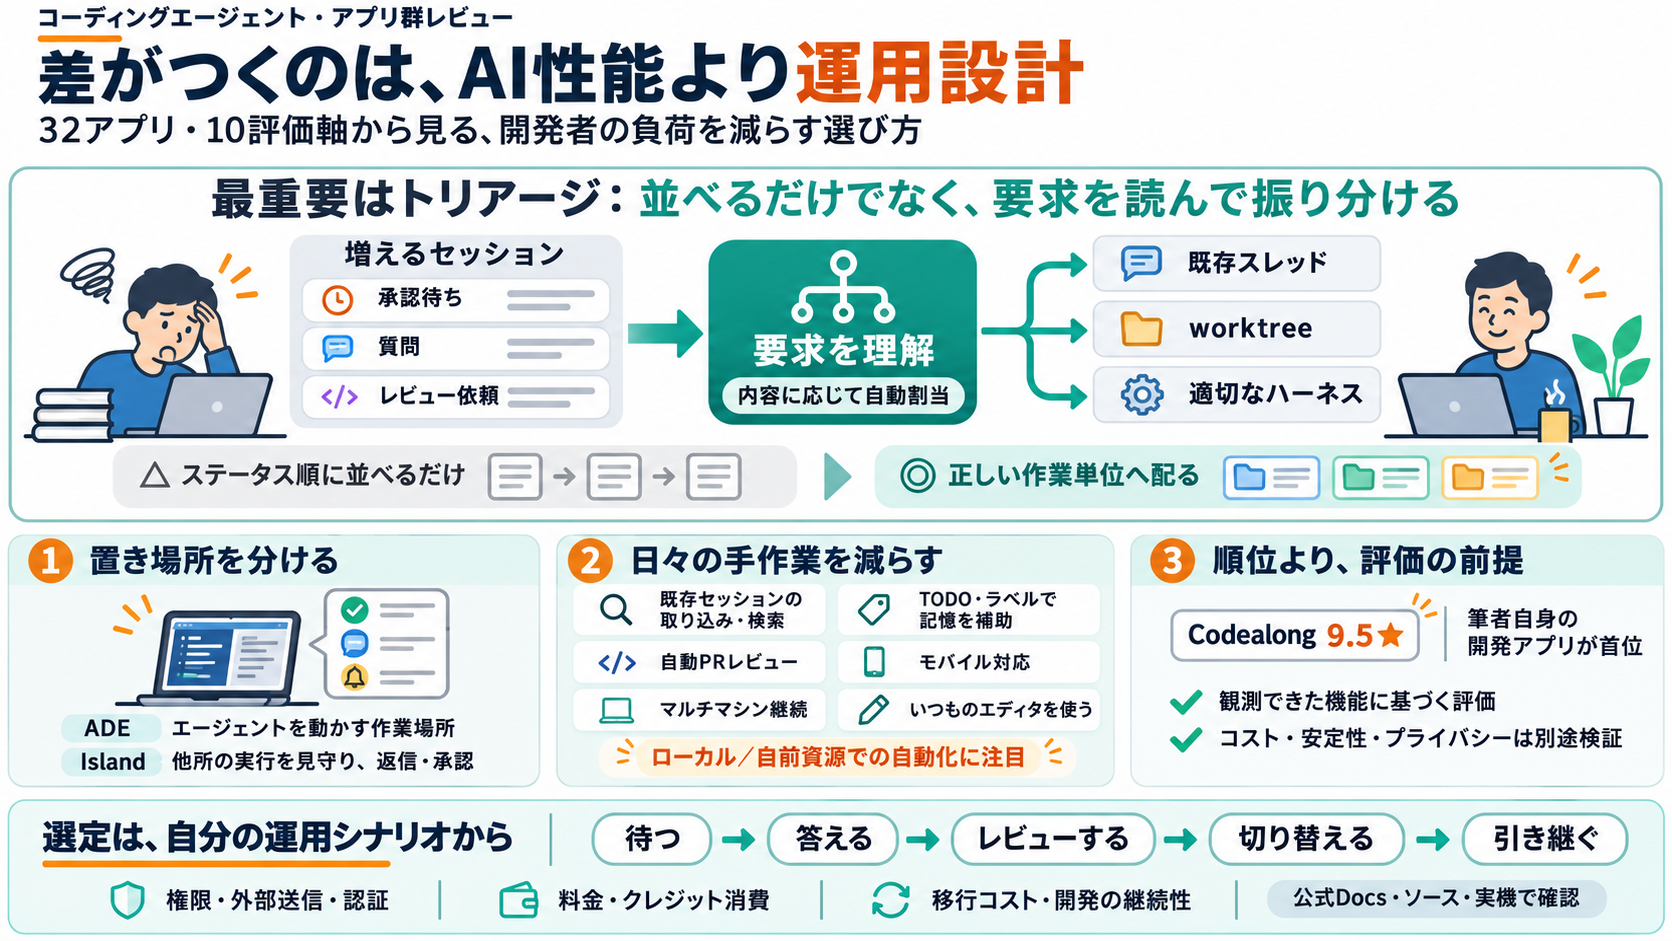 コーディングエージェント・アプリ群レビュー
差がつくのは、AI性能より運用設計
32アプリ・10評価軸から見る、開発者の負荷を減らす選び方
最重要はトリアージ：並べるだけでなく、要求を読んで振り分ける
増えるセッション
承認待ち
質問
</> レビュー依頼
要求を理解
内容に応じて自動割当
既存スレッド
worktree
適切なハーネス
△ ステータス順に並べるだけ
◎ 正しい作業単位へ配る
1 置き場所を分ける
ADE エージェントを動かす作業場所
Island 他所の実行を見守り、返信・承認
2 日々の手作業を減らす
既存セッションの
取り込み・検索
TODO・ラベルで
記憶を補助
</> 自動PRレビュー
モバイル対応
マルチマシン継続
いつものエディタを使う
ローカル／自前資源での自動化に注目
3 順位より、評価の前提
Codealong 9.5★
筆者自身の
開発アプリが首位
観測できた機能に基づく評価
コスト・安定性・プライバシーは別途検証
選定は、自分の運用シナリオから
待つ
答える
レビューする
切り替える
引き継ぐ
権限・外部送信・認証
料金・クレジット消費
移行コスト・開発の継続性
公式Docs・ソース・実機で確認